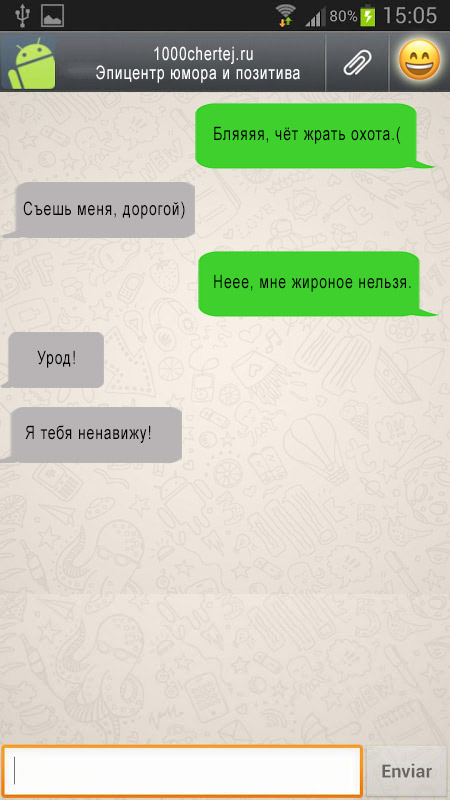 80% 15:05
1000chertej.ru
Эпицентр юмора и позитива
Бляяяя, чёт жрать охота.(
Съешь меня, дорогой)
Неее, мне жироное нельзя.
Урод!
Я тебя ненавижу!
Enviar